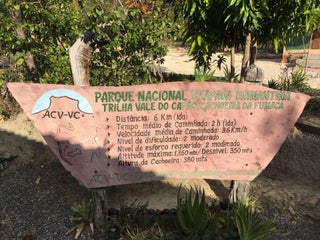 PARQUE NACIONAL CHAPADA DIAMANTINA
TRILHA VALE DO CAPÃO CACHOEIRA DA FUMAÇA
ACV-VC
Distância: 6 Km (ida)
Tempo médio de Caminhada: 2 h (ida)
Velocidade média de Caminhada: 3,6 Km/h
Nível de dificuldade: 2 moderado
Nível de esforço requerido: 2 moderado
Altitude máxima: 1.350 mts/Desnível: 350 mts
Altura da Cachoeira: 380 mts